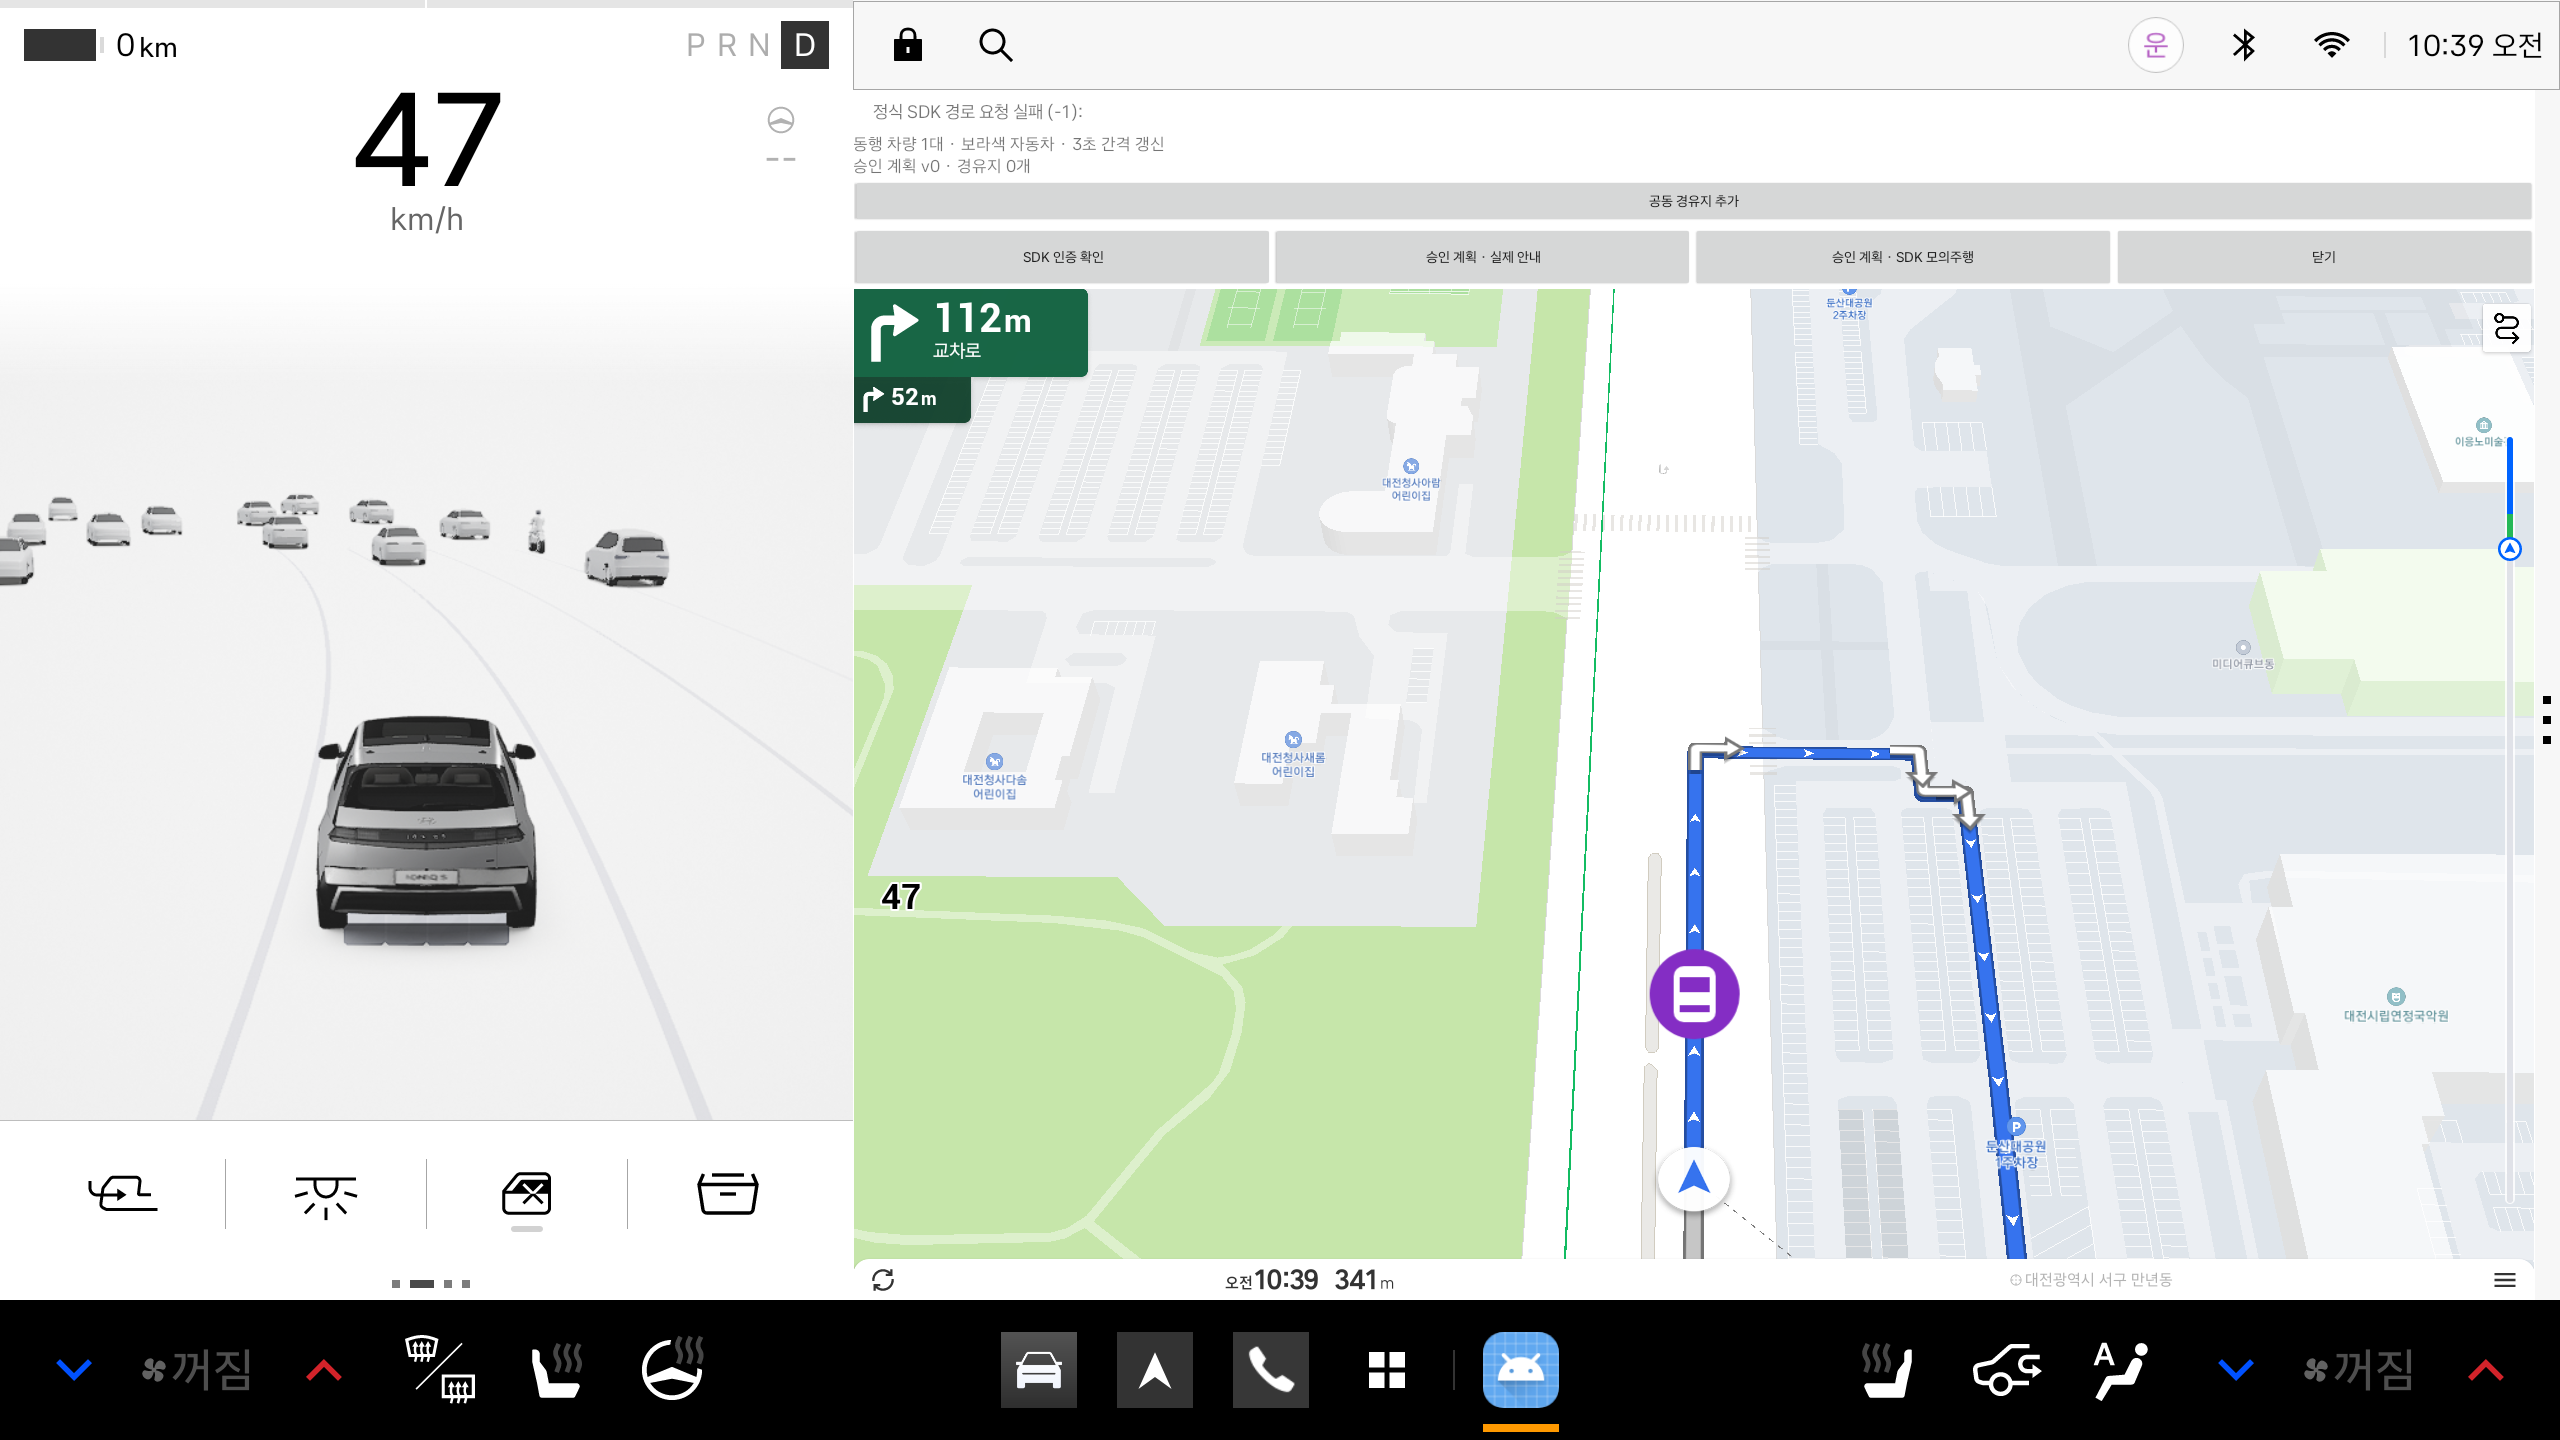 0 km
P R N D
47
km/h
운
10:39 오전
정식 SDK 경로 요청 실패 (-1):
동행 차량 1대 · 보라색 자동차 · 3초 간격 갱신
승인 계획 v0 · 경유지 0개
공동 경유지 추가
SDK 인증 확인
승인 계획 · 실제 안내
승인 계획 · SDK 모의주행
닫기
112m
교차로
52m
둔산대공원
2주차장
이응노미술
대전청사아람
어린이집
미디어큐브동
대전청사다솜
어린이집
대전청사새롬
어린이집
47
대전시립연정국악원
P
둔산대공원
1주차장
오전10:39 341m
대전광역시 서구 만년동
IONIQ 5
꺼짐
A
꺼짐